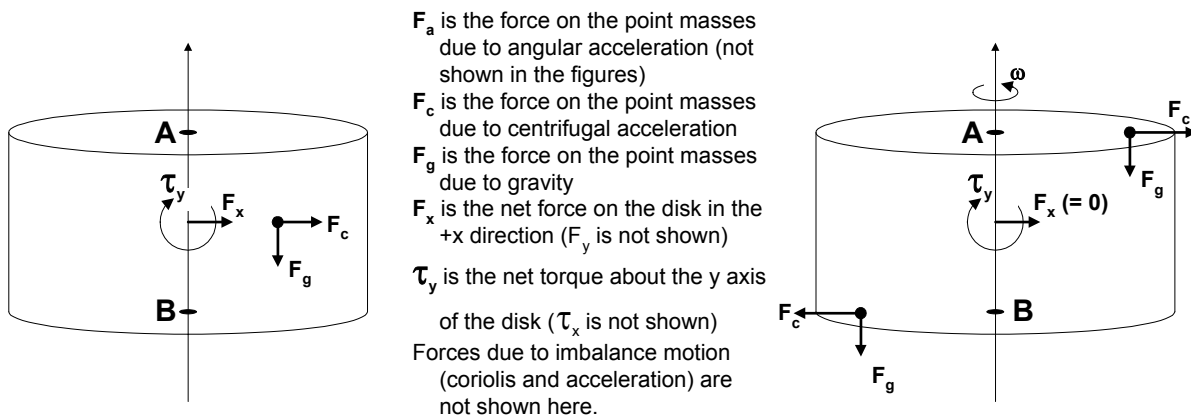 A
τy
Fx
Fc
Fg
B
Fa is the force on the point masses
due to angular acceleration (not
shown in the figures)
Fc is the force on the point masses
due to centrifugal acceleration
Fg is the force on the point masses
due to gravity
Fx is the net force on the disk in the
+x direction (Fy is not shown)
τy is the net torque about the y axis
of the disk (τx is not shown)
Forces due to imbalance motion
(coriolis and acceleration) are
not shown here.
ω
A
Fc
Fg
τy
Fx (= 0)
Fc
B
Fg